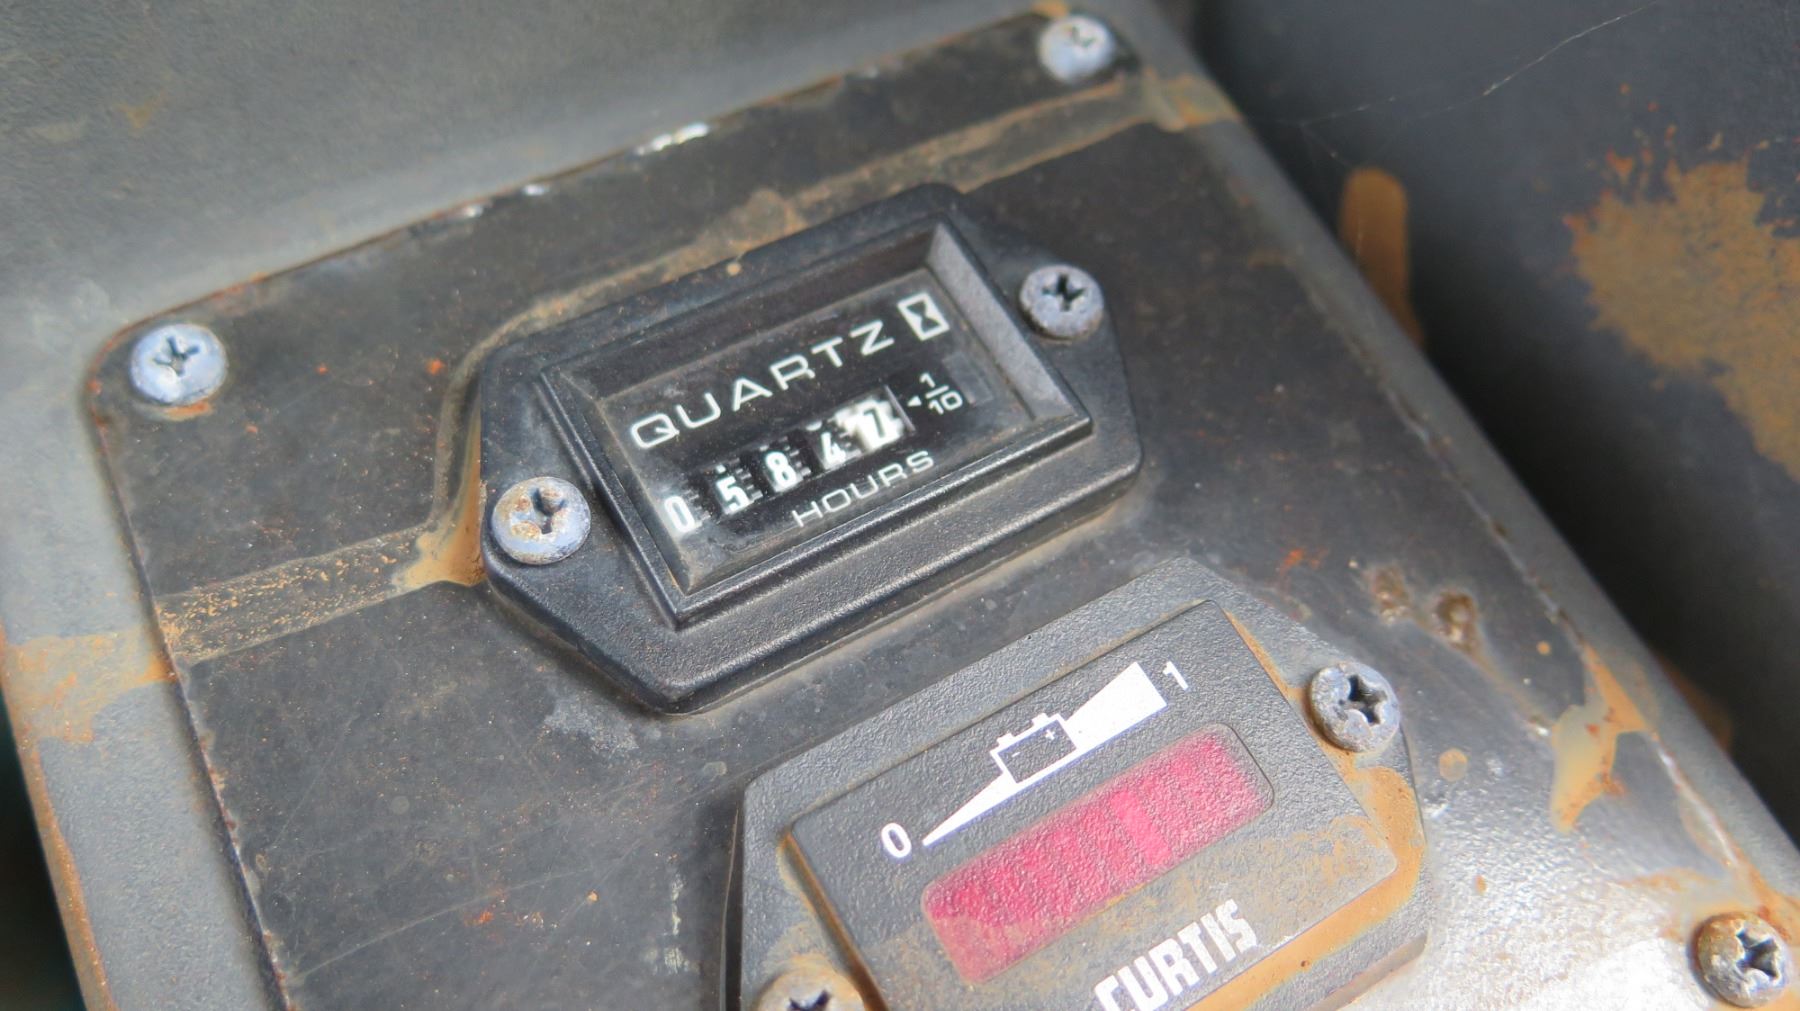 QUARTZ
0 5 8 4 7 1/10
HOURS
0 1
CURTIS